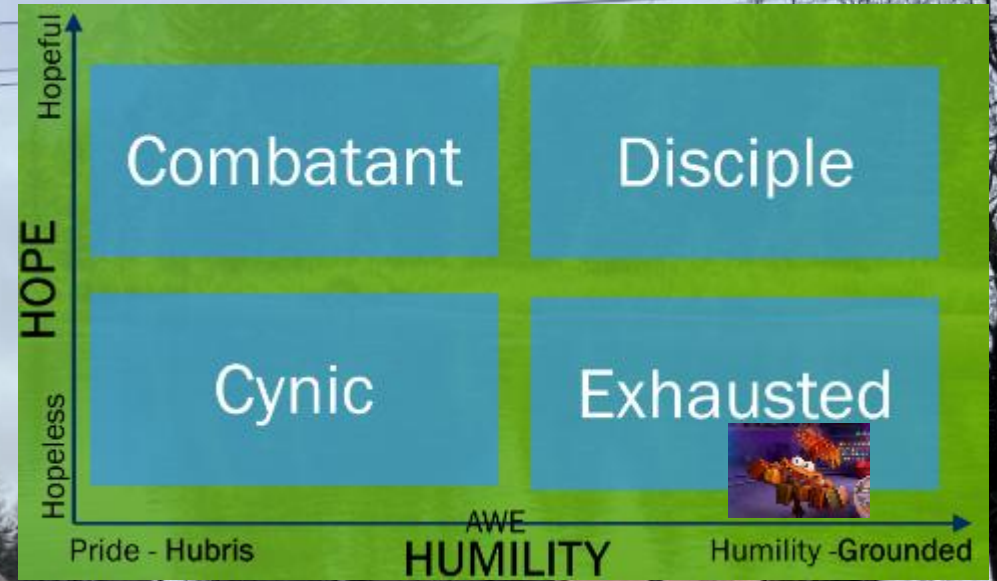 Hopeful
Combatant
Disciple
HOPE
Cynic
Exhausted
Hopeless
AWE
Pride - Hubris
HUMILITY
Humility -Grounded